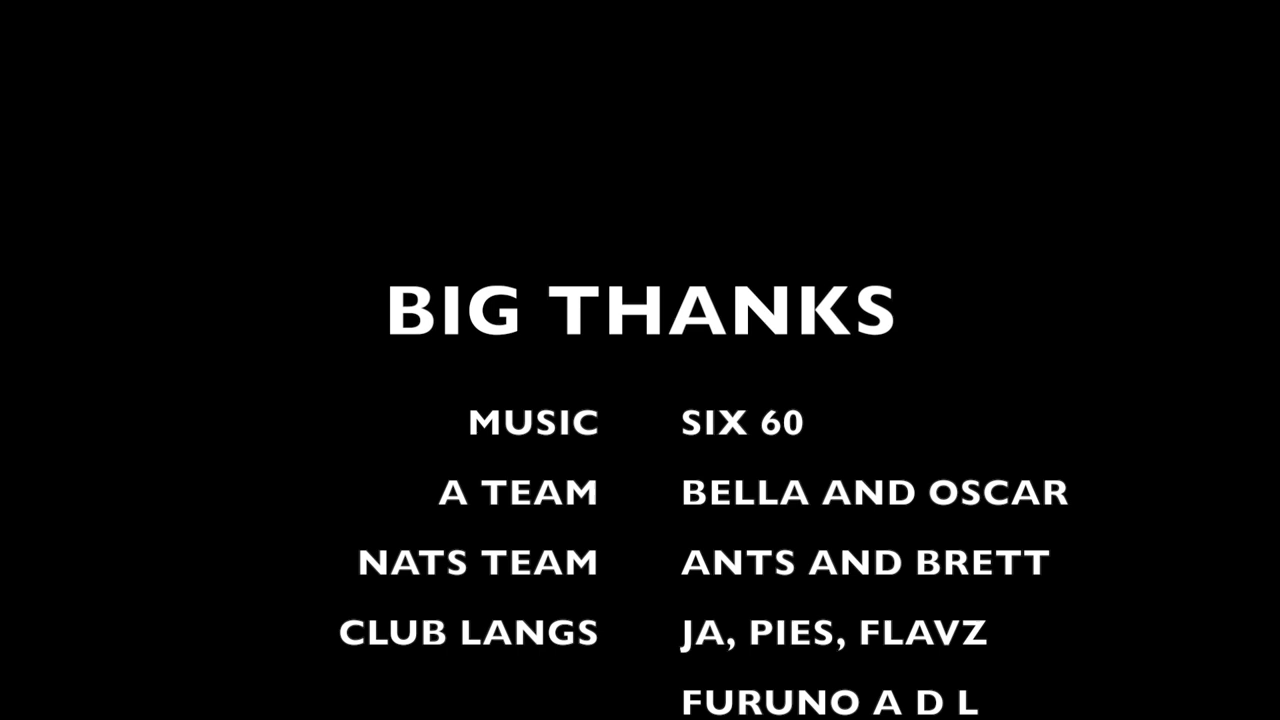 BIG THANKS
MUSIC SIX 60
A TEAM BELLA AND OSCAR
NATS TEAM ANTS AND BRETT
CLUB LANGS JA, PIES, FLAVZ
FURUNO A D L